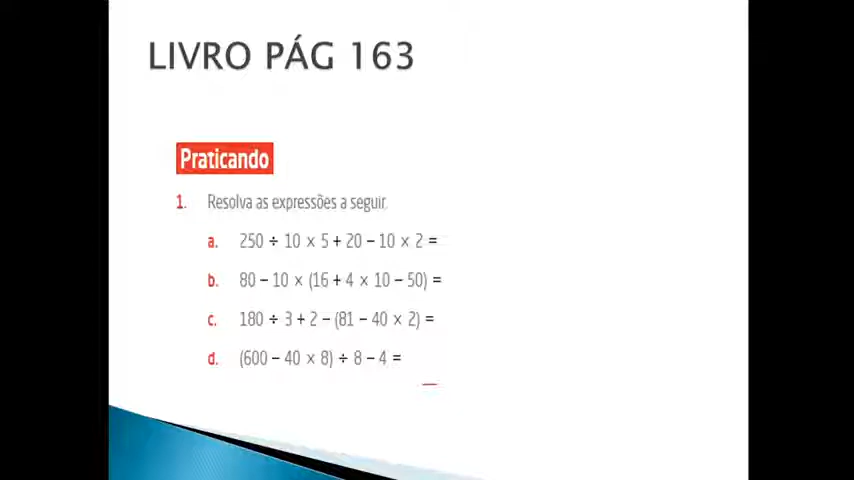 LIVRO PÁG 163
Praticando
1. Resolva as expressões a seguir.
a. 250 ÷ 10 × 5 + 20 – 10 × 2 =
b. 80 – 10 × (16 + 4 × 10 – 50) =
c. 180 ÷ 3 + 2 – (81 – 40 × 2) =
d. (600 – 40 × 8) ÷ 8 – 4 =